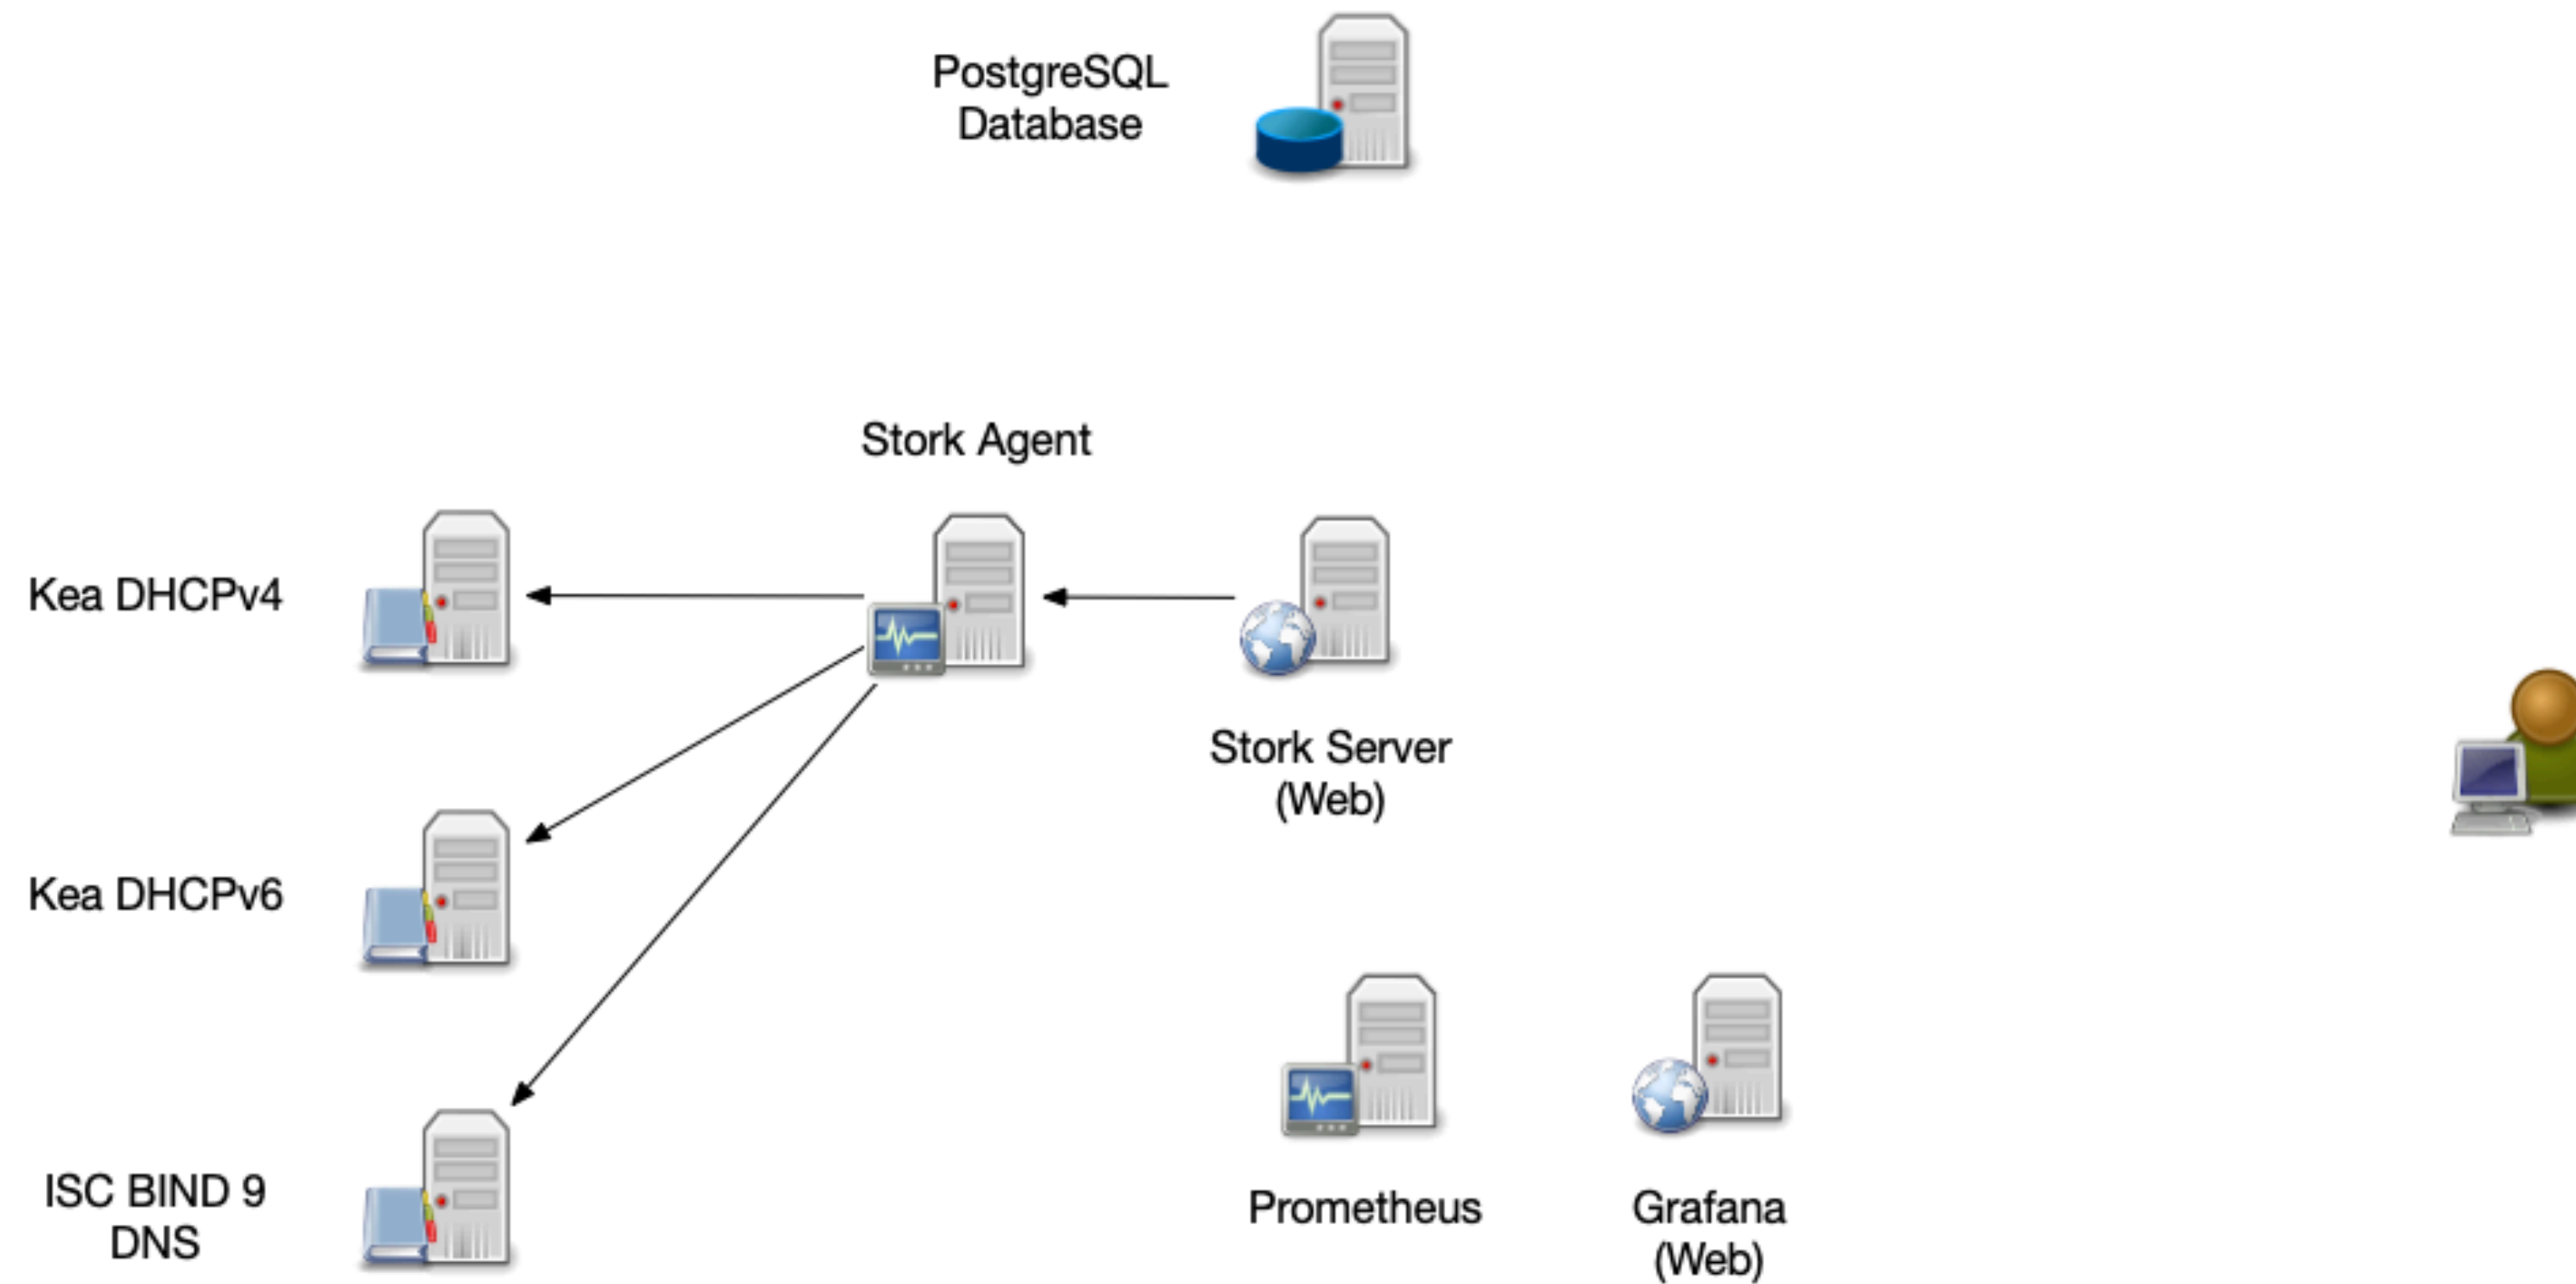 PostgreSQL
Database
Stork Agent
Kea DHCPv4
Stork Server
(Web)
Kea DHCPv6
ISC BIND 9
DNS
Prometheus
Grafana
(Web)